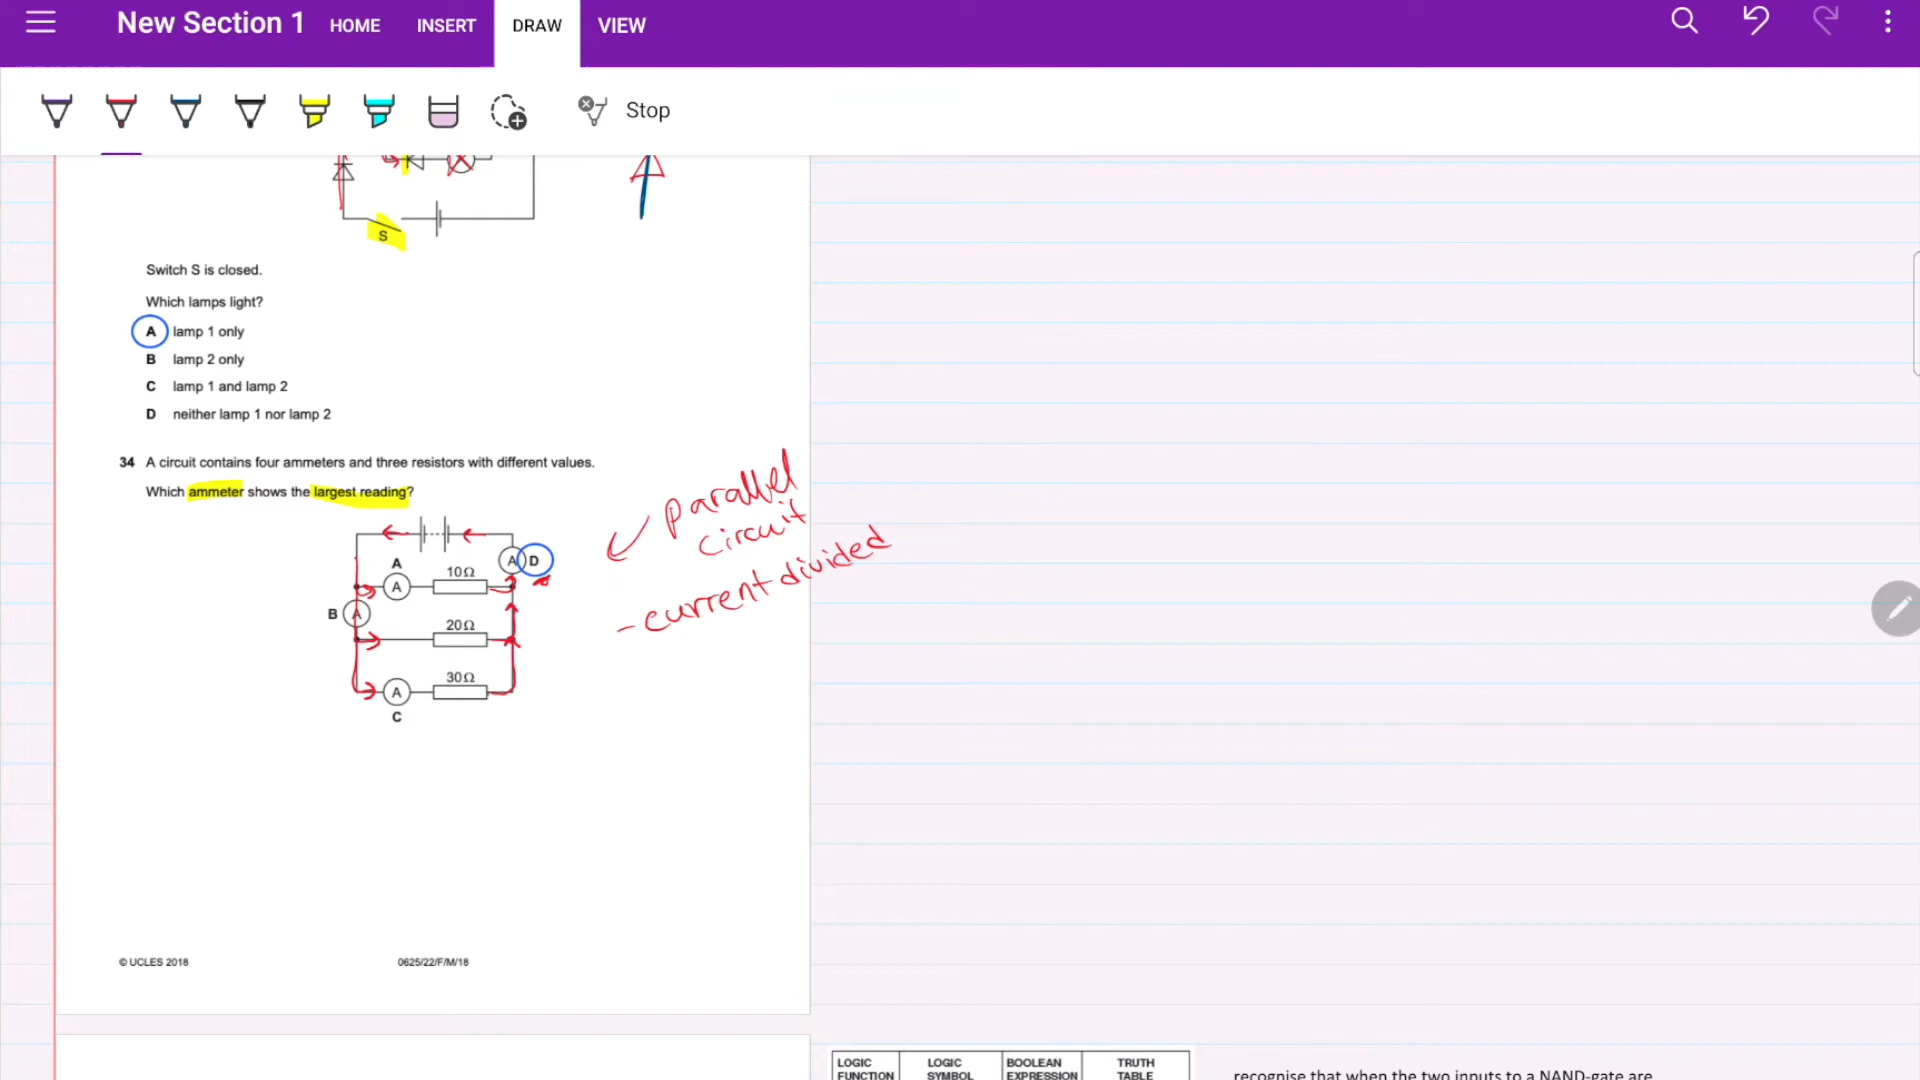 New Section 1 HOME INSERT DRAW VIEW
Stop
S
Switch S is closed.
Which lamps light?
A lamp 1 only
B lamp 2 only
C lamp 1 and lamp 2
D neither lamp 1 nor lamp 2
34 A circuit contains four ammeters and three resistors with different values.
Which ammeter shows the largest reading?
parallel
circuit
- current divided
A
A D
10Ω
A
B A
20Ω
30Ω
A
C
© UCLES 2018 0625/22/F/M/18
LOGIC FUNCTION LOGIC SYMBOL BOOLEAN EXPRESSION TRUTH TABLE
recognise that when the two inputs to a NAND-gate are